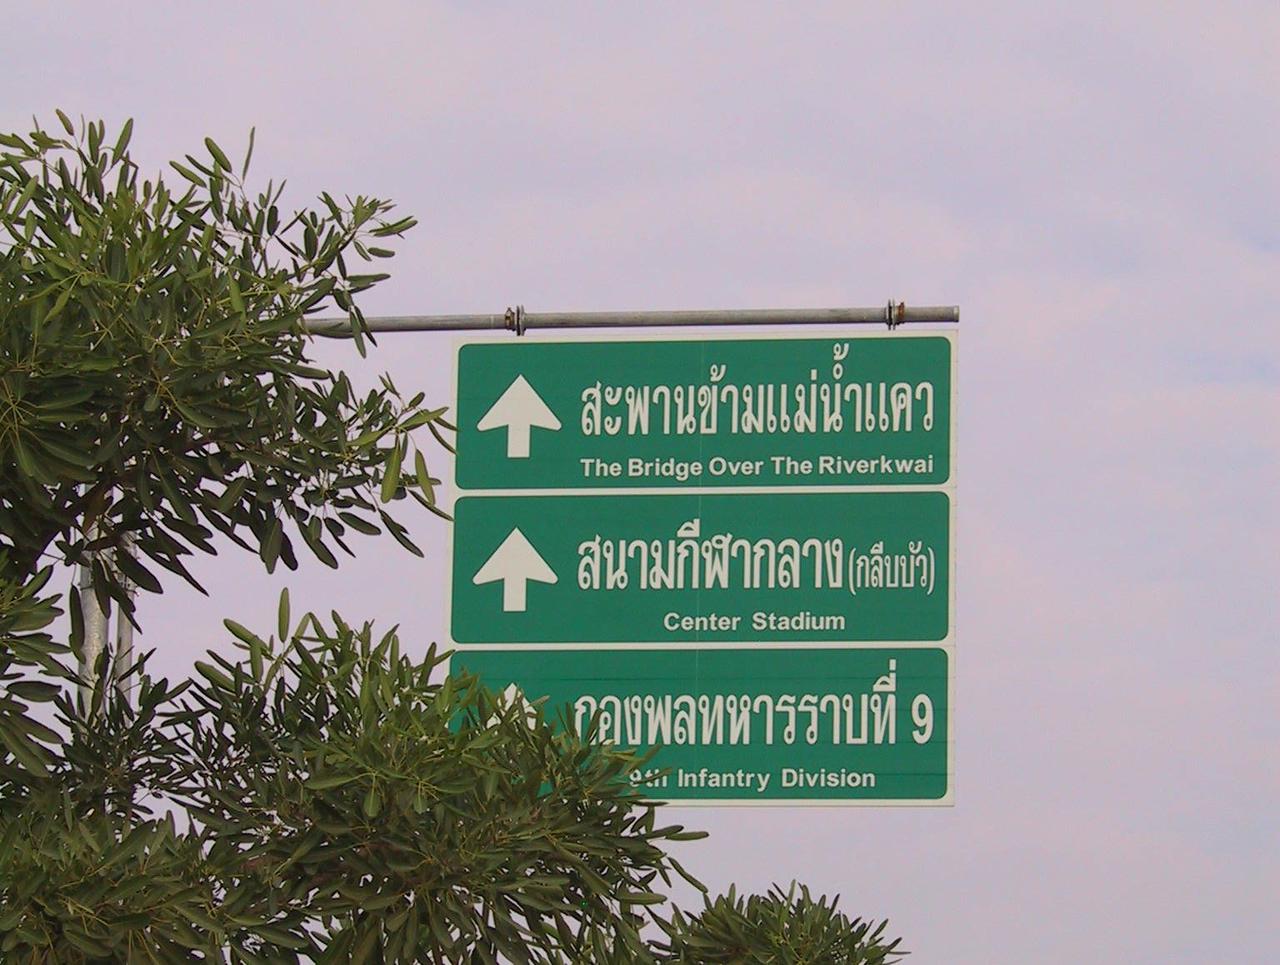 สะพานข้ามแม่น้ำแคว
The Bridge Over The Riverkwai
สนามกีฬากลาง (กลีบบัว)
Center Stadium
กองพลทหารราบที่ 9
9th Infantry Division